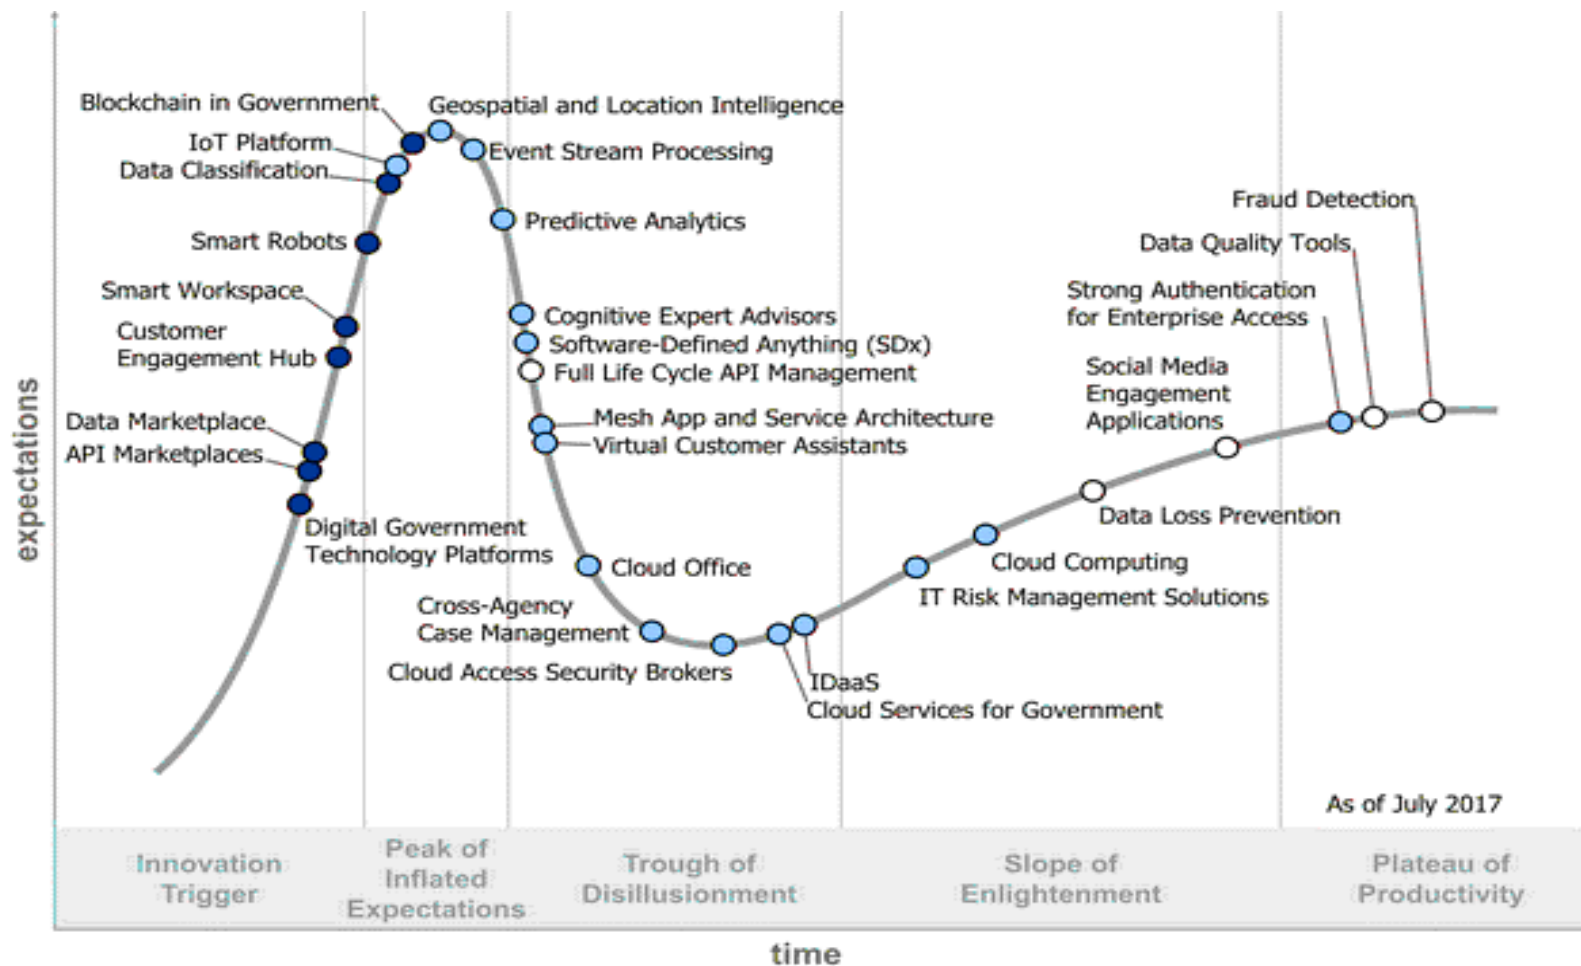 Blockchain in Government
Geospatial and Location Intelligence
IoT Platform
Event Stream Processing
Data Classification
Predictive Analytics
Smart Robots
Smart Workspace
Customer
Engagement Hub
Data Marketplace
API Marketplaces
Digital Government
Technology Platforms
Cognitive Expert Advisors
Software-Defined Anything (SDx)
Full Life Cycle API Management
Mesh App and Service Architecture
Virtual Customer Assistants
Cloud Office
Cross-Agency
Case Management
Cloud Access Security Brokers
IDaaS
Cloud Services for Government
IT Risk Management Solutions
Cloud Computing
Data Loss Prevention
Social Media
Engagement
Applications
Strong Authentication
for Enterprise Access
Data Quality Tools
Fraud Detection
As of July 2017
expectations
Innovation
Trigger
Peak of
Inflated
Expectations
Trough of
Disillusionment
Slope of
Enlightenment
Plateau of
Productivity
time